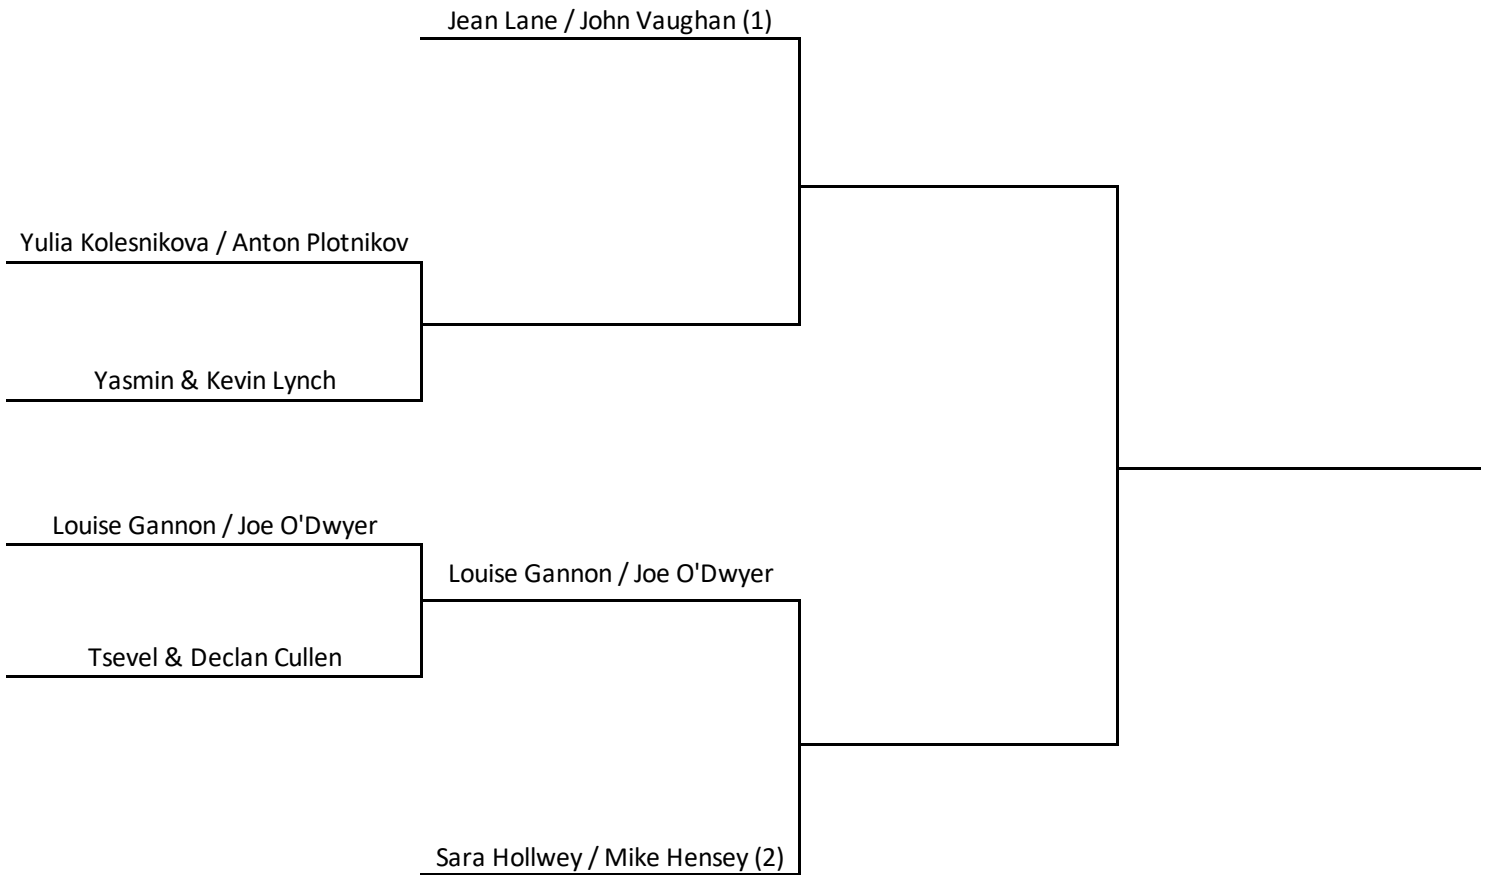 Jean Lane / John Vaughan (1)
Yulia Kolesnikova / Anton Plotnikov
Yasmin & Kevin Lynch
Louise Gannon / Joe O'Dwyer
Louise Gannon / Joe O'Dwyer
Tsevel & Declan Cullen
Sara Hollwey / Mike Hensey (2)